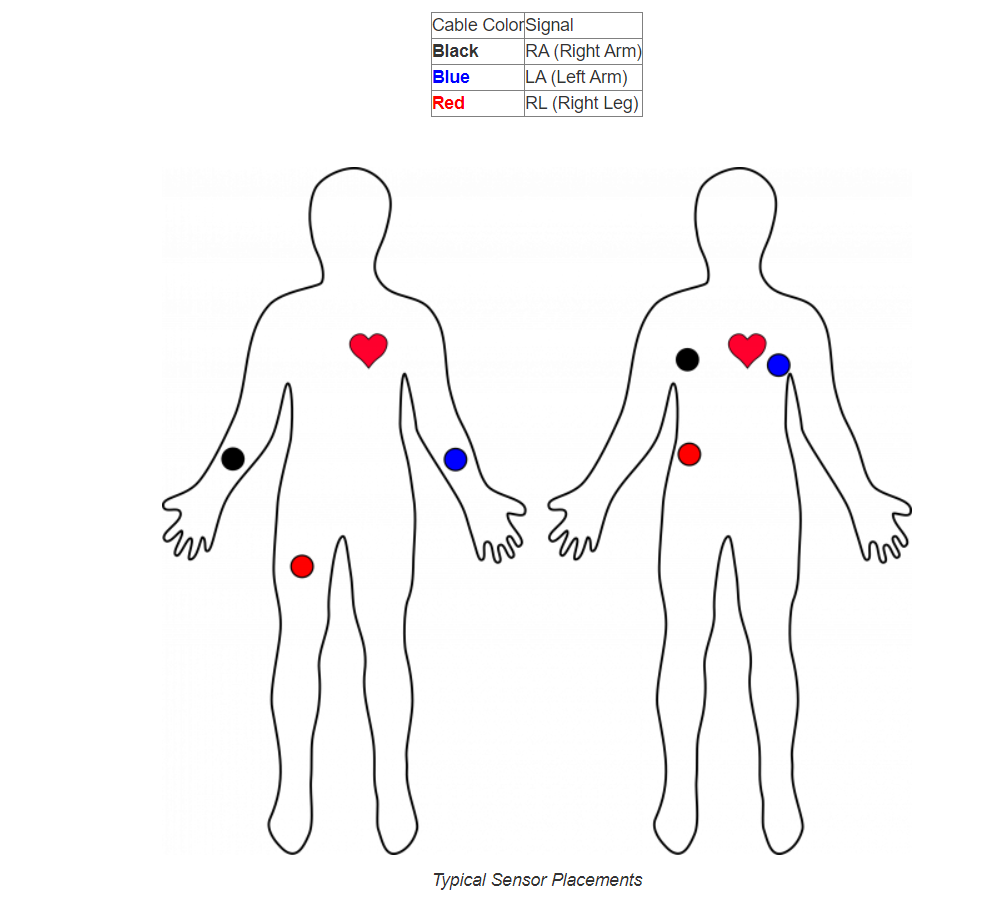 Cable Color Signal
Black RA (Right Arm)
Blue LA (Left Arm)
Red RL (Right Leg)
Typical Sensor Placements